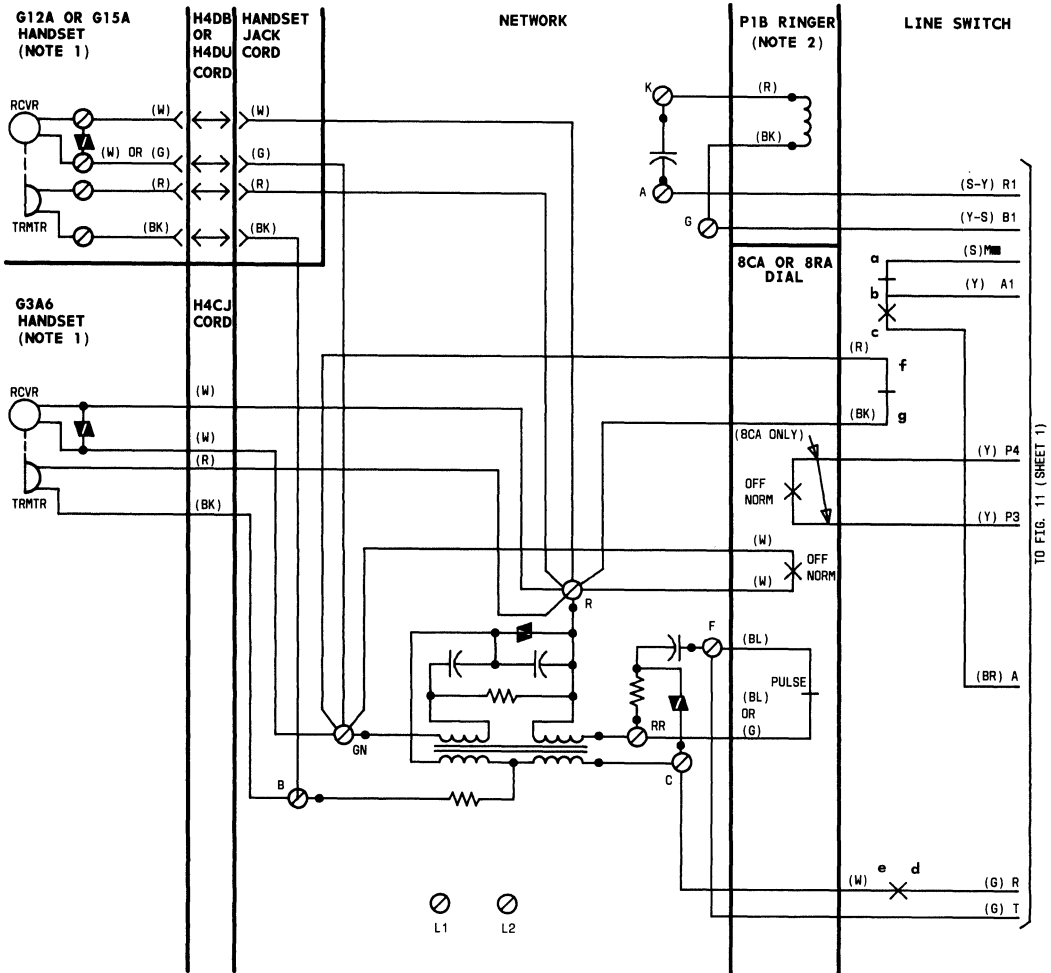 G12A OR G15A
HANDSET
(NOTE 1)
H4DB
OR
H4DU
CORD
HANDSET
JACK
CORD
NETWORK
P1B RINGER
(NOTE 2)
LINE SWITCH
RCVR
(W)
(W)
(W) OR (G)
(G)
(R)
(R)
TRMTR
(BK)
(BK)
K
(R)
(BK)
A
(S-Y) R1
G
(Y-S) B1
8CA OR 8RA
DIAL
a
(S)M
b
(Y) A1
c
G3A6
HANDSET
(NOTE 1)
H4CJ
CORD
(R)
f
RCVR
(W)
(BK)
g
(W)
(8CA ONLY)
(R)
(Y) P4
TRMTR
(BK)
OFF
NORM
(Y) P3
(W)
OFF
NORM
(W)
R
F
(BL)
PULSE
(BL)
OR
(G)
(BR) A
RR
GN
C
B
e
d
(W)
(G) R
(G) T
L1
L2
TO FIG. 11 (SHEET 1)